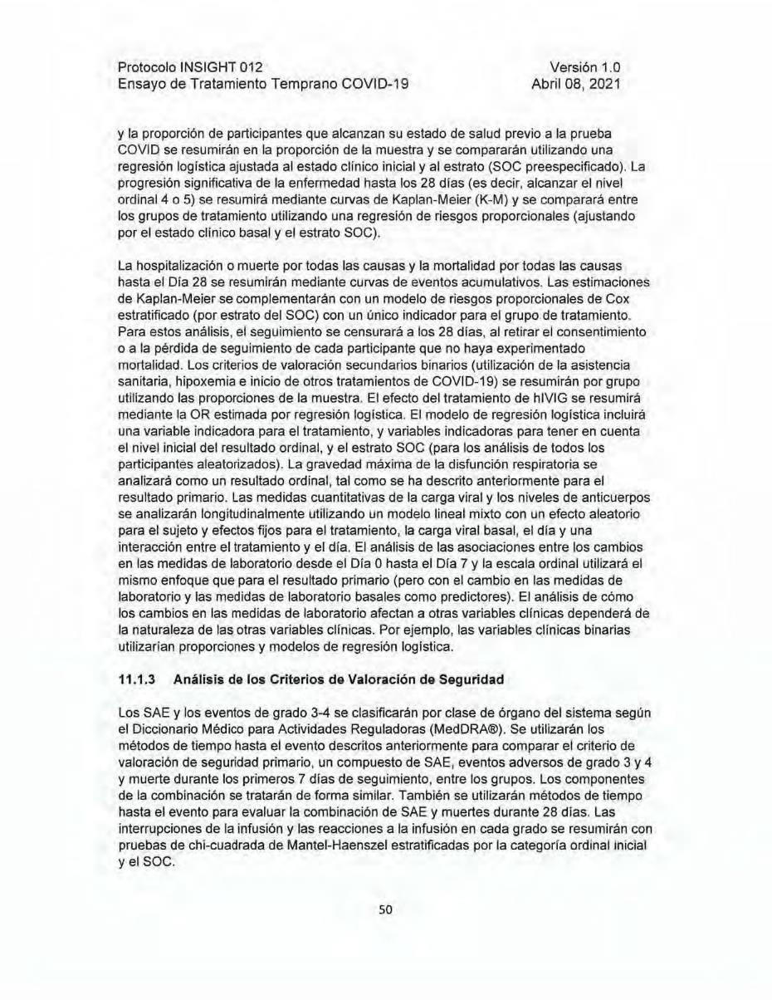 Protocolo INSIGHT 012 Versión 1.0
Ensayo de Tratamiento Temprano COVID-19 Abril 08, 2021
y la proporción de participantes que alcanzan su estado de salud previo a la prueba
COVID se resumirán en la proporción de la muestra y se compararán utilizando una
regresión logística ajustada al estado clínico inicial y al estrato (SOC preespecificado). La
progresión significativa de la enfermedad hasta los 28 días (es decir, alcanzar el nivel
ordinal 4 o 5) se resumirá mediante curvas de Kaplan-Meier (K-M) y se comparará entre
los grupos de tratamiento utilizando una regresión de riesgos proporcionales (ajustando
por el estado clínico basal y el estrato SOC).
La hospitalización o muerte por todas las causas y la mortalidad por todas las causas
hasta el Día 28 se resumirán mediante curvas de eventos acumulativos. Las estimaciones
de Kaplan-Meier se complementarán con un modelo de riesgos proporcionales de Cox
estratificado (por estrato del SOC) con un único indicador para el grupo de tratamiento.
Para estos análisis, el seguimiento se censurará a los 28 días, al retirar el consentimiento
o a la pérdida de seguimiento de cada participante que no haya experimentado
mortalidad. Los criterios de valoración secundarios binarios (utilización de la asistencia
sanitaria, hipoxemia e inicio de otros tratamientos de COVID-19) se resumirán por grupo
utilizando las proporciones de la muestra. El efecto del tratamiento de hIVIG se resumirá
mediante la OR estimada por regresión logística. El modelo de regresión logística incluirá
una variable indicadora para el tratamiento, y variables indicadoras para tener en cuenta
el nivel inicial del resultado ordinal, y el estrato SOC (para los análisis de todos los
participantes aleatorizados). La gravedad máxima de la disfunción respiratoria se
analizará como un resultado ordinal, tal como se ha descrito anteriormente para el
resultado primario. Las medidas cuantitativas de la carga viral y los niveles de anticuerpos
se analizarán longitudinalmente utilizando un modelo lineal mixto con un efecto aleatorio
para el sujeto y efectos fijos para el tratamiento, la carga viral basal, el día y una
interacción entre el tratamiento y el día. El análisis de las asociaciones entre los cambios
en las medidas de laboratorio desde el Día 0 hasta el Día 7 y la escala ordinal utilizará el
mismo enfoque que para el resultado primario (pero con el cambio en las medidas de
laboratorio y las medidas de laboratorio basales como predictores). El análisis de cómo
los cambios en las medidas de laboratorio afectan a otras variables clínicas dependerá de
la naturaleza de las otras variables clínicas. Por ejemplo, las variables clínicas binarias
utilizarían proporciones y modelos de regresión logística.
11.1.3 Análisis de los Criterios de Valoración de Seguridad
Los SAE y los eventos de grado 3-4 se clasificarán por clase de órgano del sistema según
el Diccionario Médico para Actividades Reguladoras (MedDRA®). Se utilizarán los
métodos de tiempo hasta el evento descritos anteriormente para comparar el criterio de
valoración de seguridad primario, un compuesto de SAE, eventos adversos de grado 3 y 4
y muerte durante los primeros 7 días de seguimiento, entre los grupos. Los componentes
de la combinación se tratarán de forma similar. También se utilizarán métodos de tiempo
hasta el evento para evaluar la combinación de SAE y muertes durante 28 días. Las
interrupciones de la infusión y las reacciones a la infusión en cada grado se resumirán con
pruebas de chi-cuadrada de Mantel-Haenszel estratificadas por la categoría ordinal inicial
y el SOC.
50